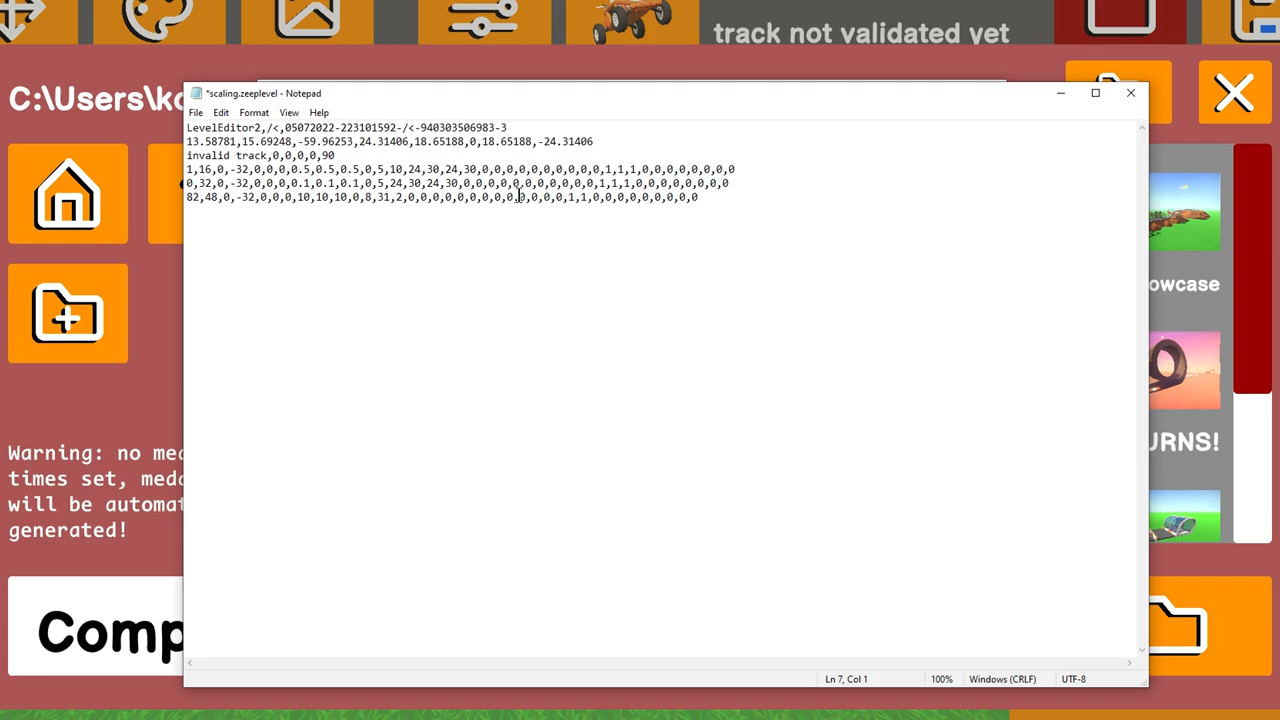 track not validated yet
C:\Users\
*scaling.zeeplevel - Notepad
File Edit Format View Help
LevelEditor2,/<,05072022-223101592-/<-940303506983-3
13.58781,15.69248,-59.96253,24.31406,18.65188,0,18.65188,-24.31406
invalid track,0,0,0,0,90
1,16,0,-32,0,0,0,0.5,0.5,0.5,0,5,10,24,30,24,30,0,0,0,0,0,0,0,0,0,0,1,1,1,0,0,0,0,0,0,0,0
0,32,0,-32,0,0,0,0.1,0.1,0.1,0,5,24,30,24,30,0,0,0,0,0,0,0,0,0,0,0,1,1,1,0,0,0,0,0,0,0,0
82,48,0,-32,0,0,0,10,10,10,0,8,31,2,0,0,0,0,0,0,0,0,0,0,0,0,0,1,1,0,0,0,0,0,0,0,0,0
owcase
URNS!
Warning: no
times set,
will be
generated!
Comp
Ln 7, Col 1 100% Windows (CRLF) UTF-8